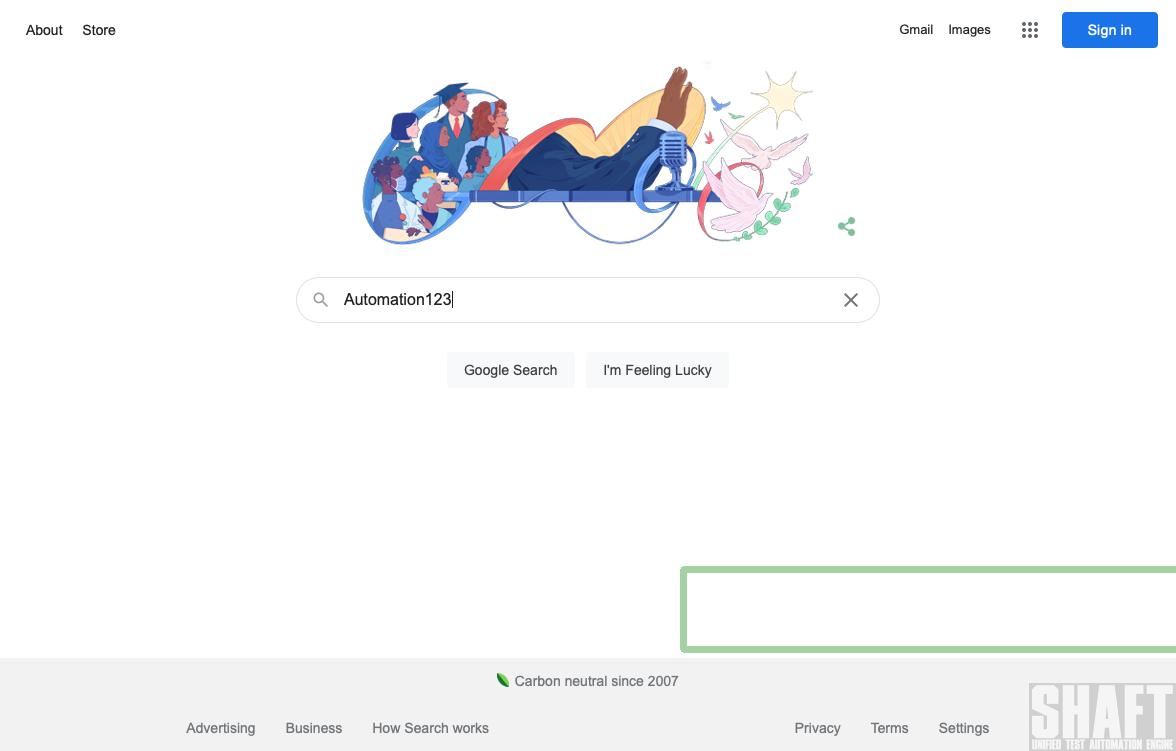 About Store
Gmail Images
Sign in
Automation123
Google Search
I'm Feeling Lucky
Carbon neutral since 2007
Advertising Business How Search works
Privacy Terms Settings
SHAFT
UNIFIED TEST AUTOMATION ENGINE